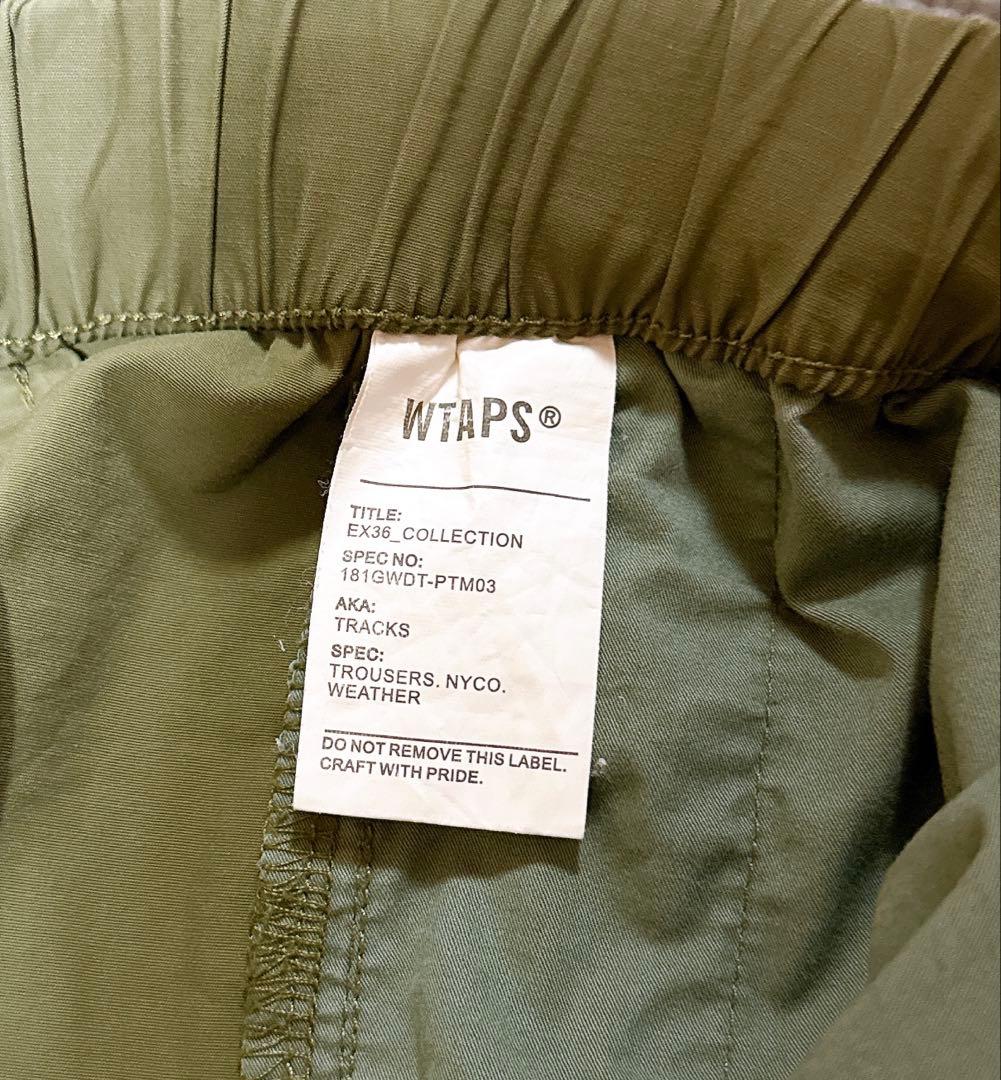 WTAPS®
TITLE:
EX36_COLLECTION
SPEC NO:
181GWDT-PTM03
AKA:
TRACKS
SPEC:
TROUSERS. NYCO.
WEATHER
DO NOT REMOVE THIS LABEL.
CRAFT WITH PRIDE.